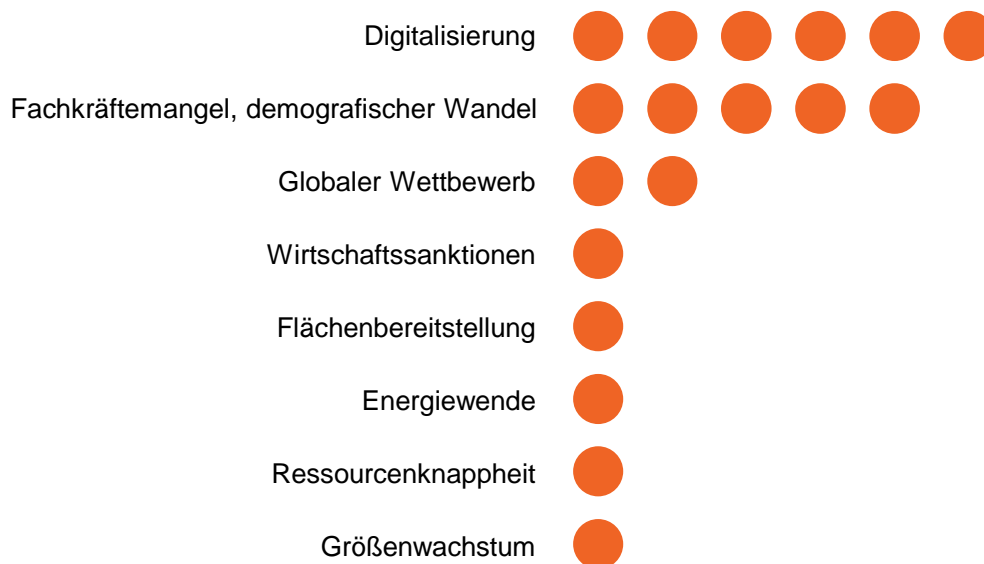 Digitalisierung
Fachkräftemangel, demografischer Wandel
Globaler Wettbewerb
Wirtschaftssanktionen
Flächenbereitstellung
Energiewende
Ressourcenknappheit
Größenwachstum